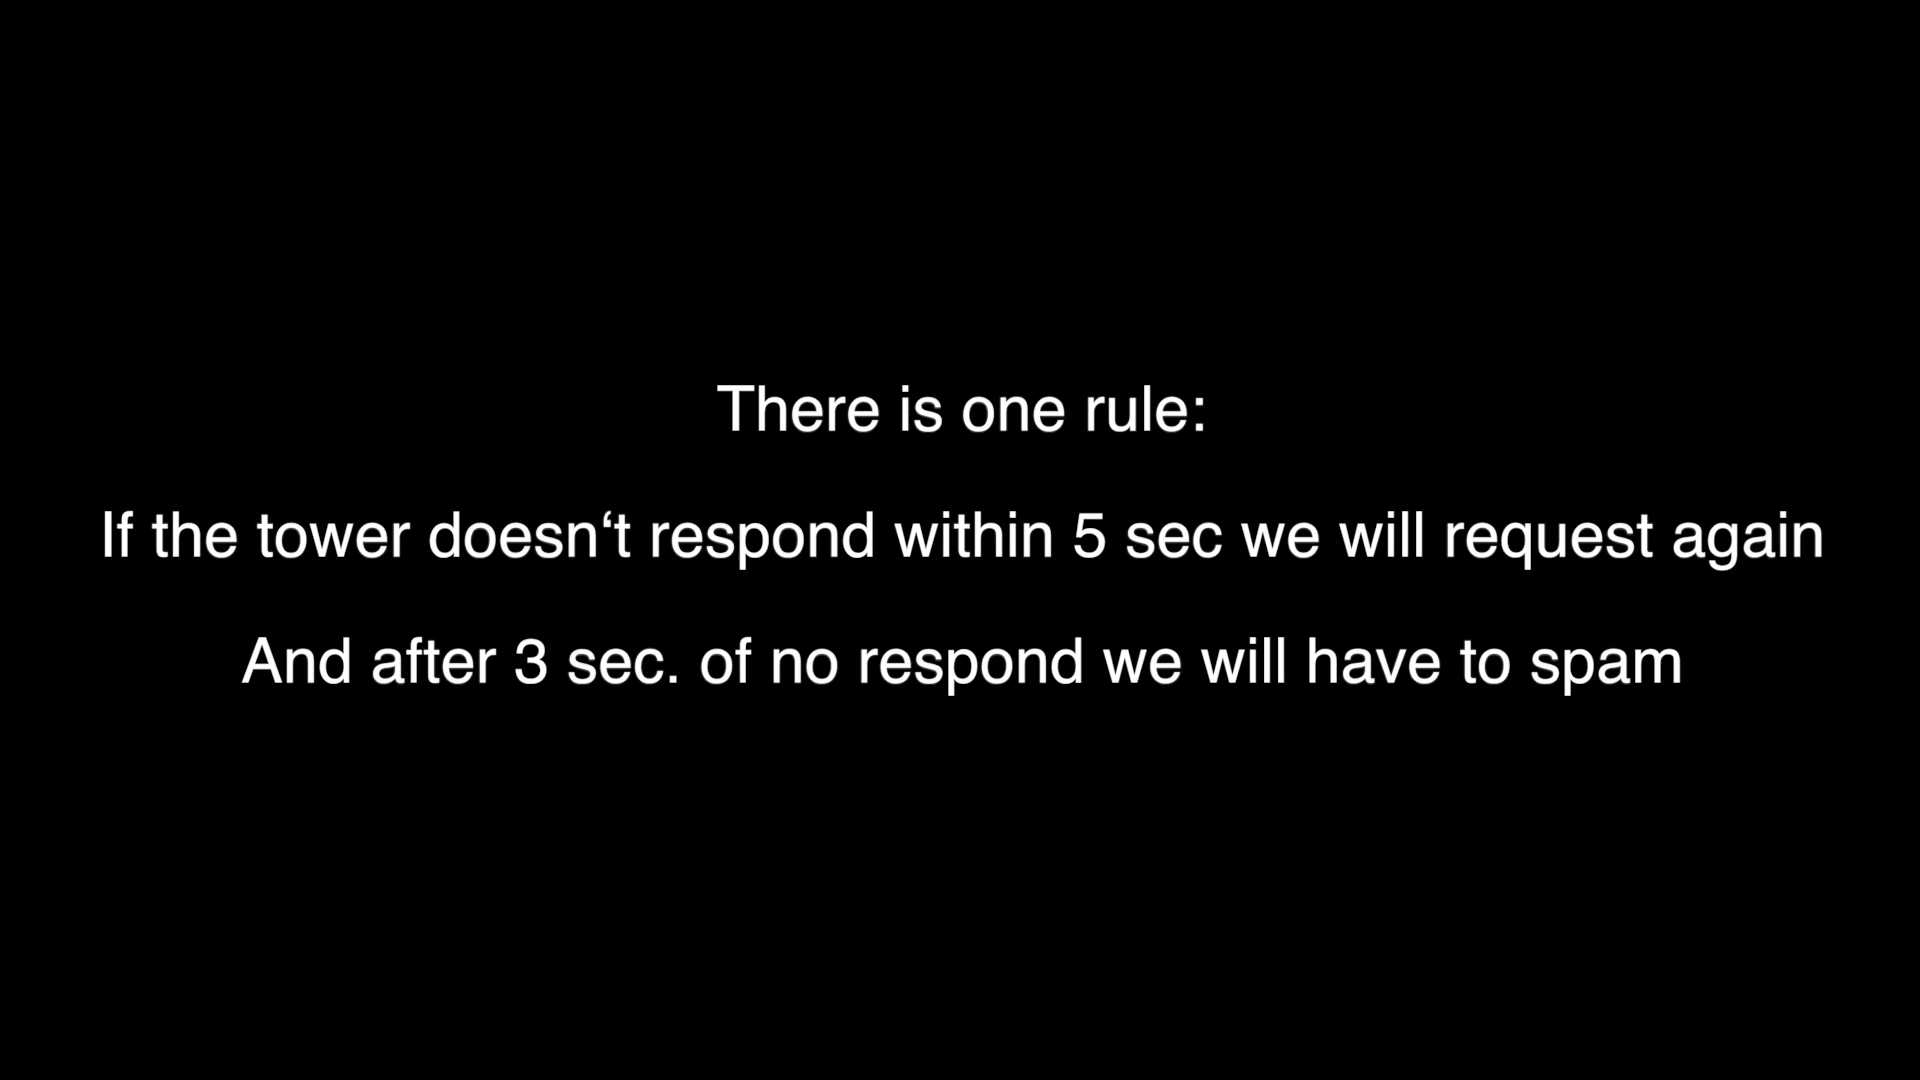 There is one rule:
If the tower doesn‘t respond within 5 sec we will request again
And after 3 sec. of no respond we will have to spam